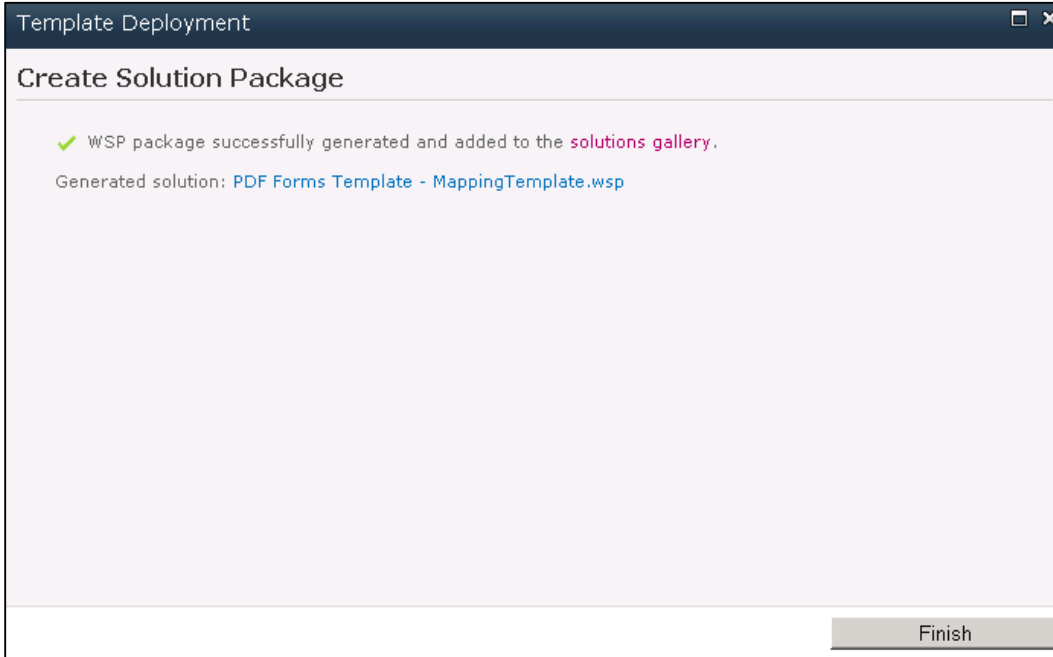 Template Deployment
Create Solution Package
WSP package successfully generated and added to the solutions gallery.
Generated solution: PDF Forms Template - MappingTemplate.wsp
Finish